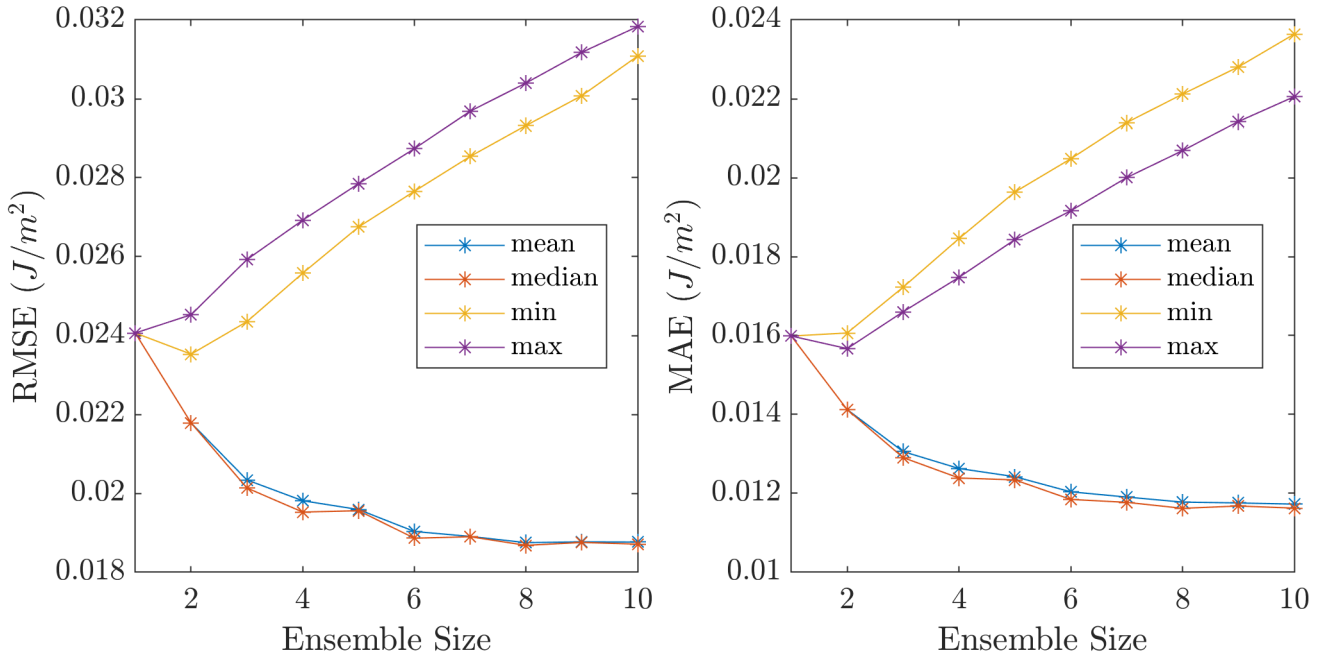 0.032
0.03
0.028
0.026
0.024
0.022
0.02
0.018
RMSE (J/m²)
2 4 6 8 10
Ensemble Size
mean
median
min
max
0.024
0.022
0.02
0.018
0.016
0.014
0.012
0.01
MAE (J/m²)
2 4 6 8 10
Ensemble Size
mean
median
min
max